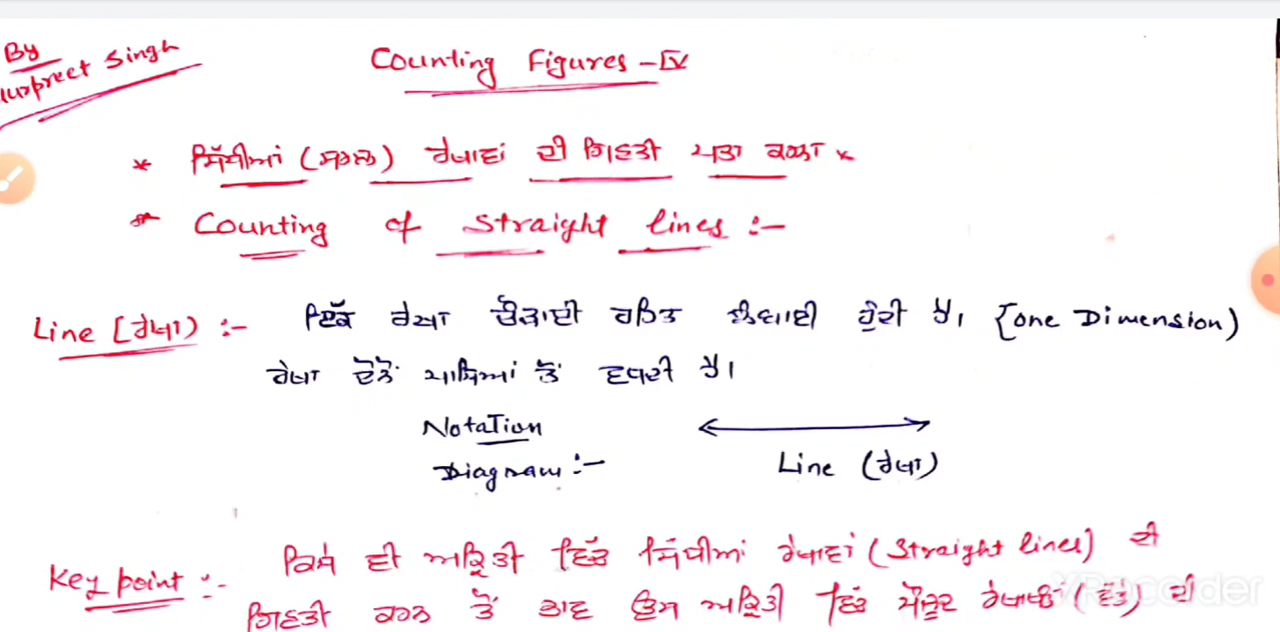 By
Gurpreet Singh
Counting Figures - IV
* ਸਿੱਧੀਆਂ (ਸਰਲ) ਰੇਖਾਵਾਂ ਦੀ ਗਿਣਤੀ ਪਤਾ ਕਰਨਾ *
* Counting of Straight lines :-
Line [ਰੇਖਾ) :- ਇੱਕ ਰੇਖਾ ਚੌੜਾਈ ਰਹਿਤ ਲੰਬਾਈ ਹੁੰਦੀ ਹੈ। {One Dimension)
ਰੇਖਾ ਦੋਨੋਂ ਪਾਸਿਆਂ ਤੋਂ ਵਧਦੀ ਹੈ।
Notation
Diagram :- Line (ਰੇਖਾ)
Key point :- ਕਿਸੇ ਵੀ ਆਕ੍ਰਿਤੀ ਵਿੱਚ ਸਿੱਧੀਆਂ ਰੇਖਾਵਾਂ (Straight lines) ਦੀ
ਗਿਣਤੀ ਕਰਨ ਤੋਂ ਭਾਵ ਉਸ ਆਕ੍ਰਿਤੀ ਵਿੱਚ ਮੌਜੂਦ ਰੇਖਾਖੰਡਾਂ ਦੀ
XRecorder